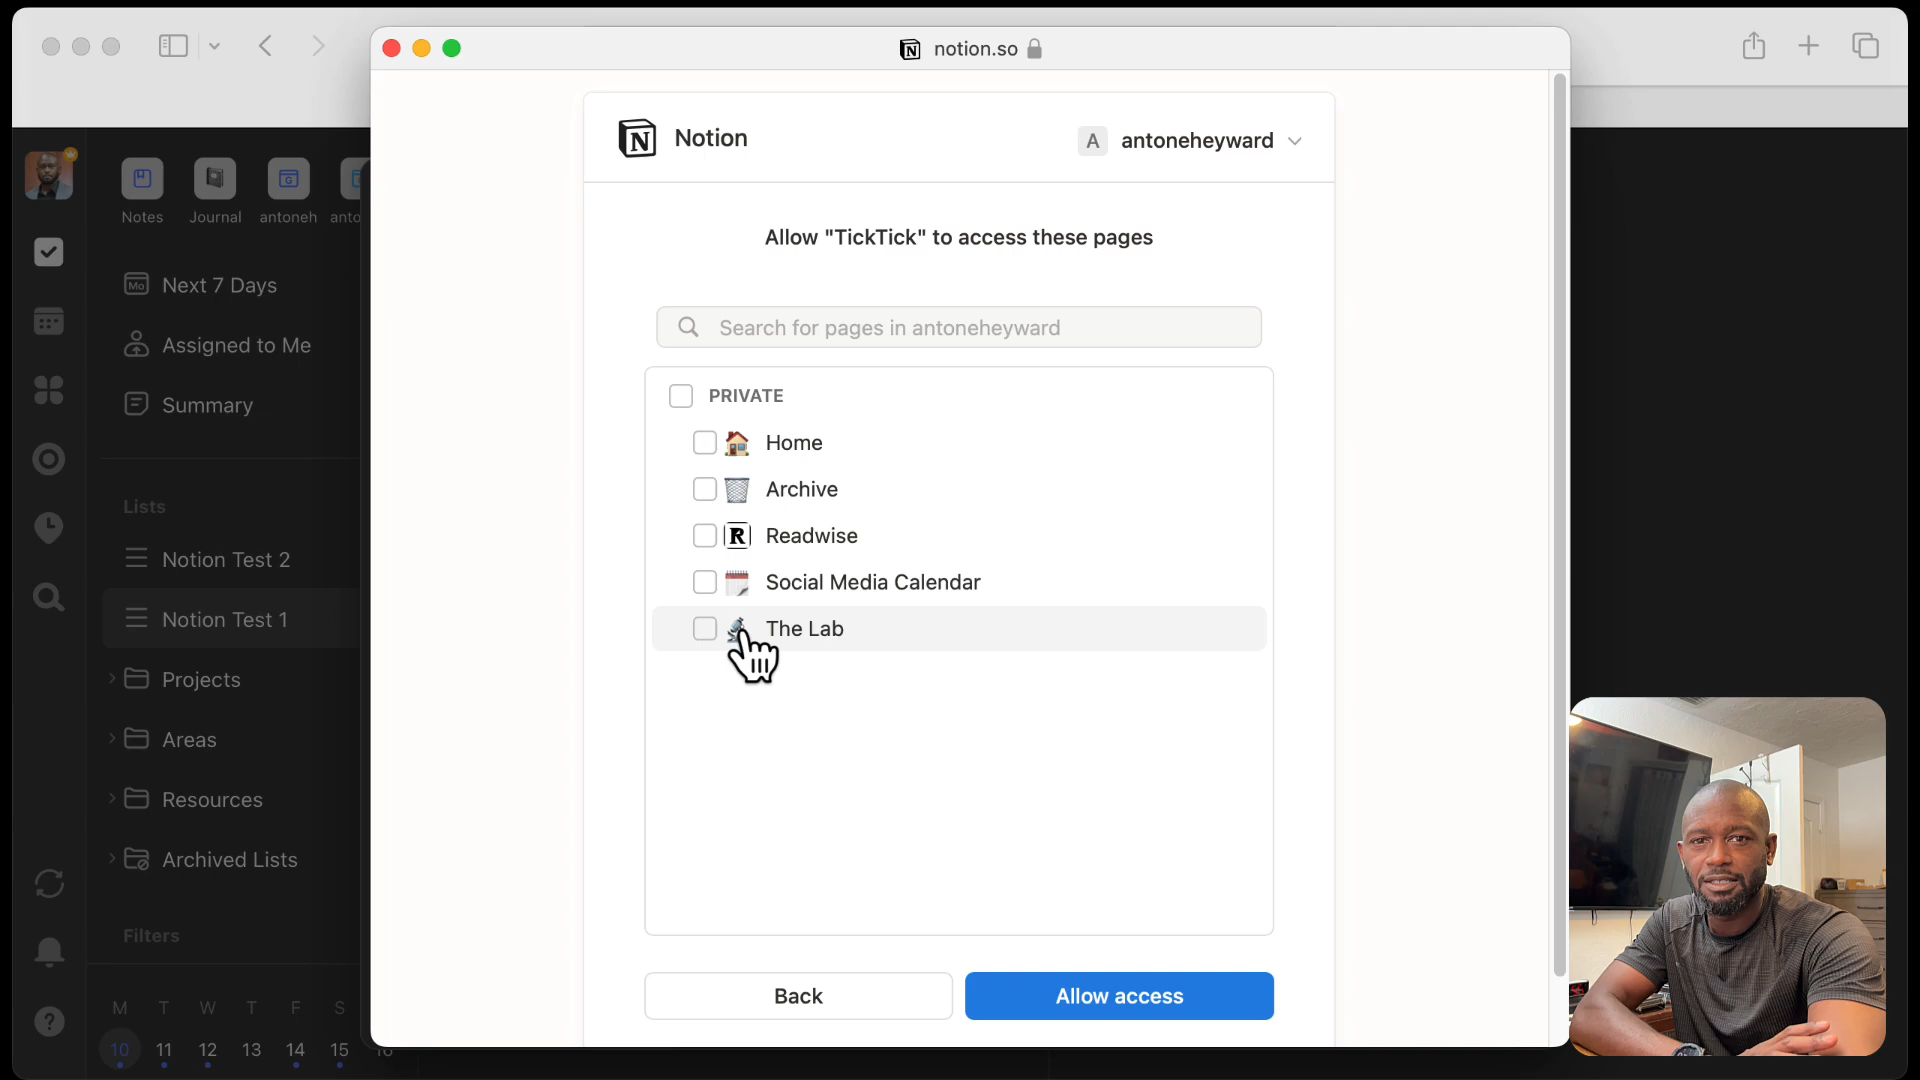 notion.so
Notion
A antoneheyward
Allow "TickTick" to access these pages
Search for pages in antoneheyward
PRIVATE
Home
Archive
R Readwise
Social Media Calendar
The Lab
Back
Allow access
Notes Journal antoneh anto
Mo Next 7 Days
Assigned to Me
Summary
Lists
Notion Test 2
Notion Test 1
Projects
Areas
Resources
Archived Lists
Filters
M T W T F S
10 11 12 13 14 15